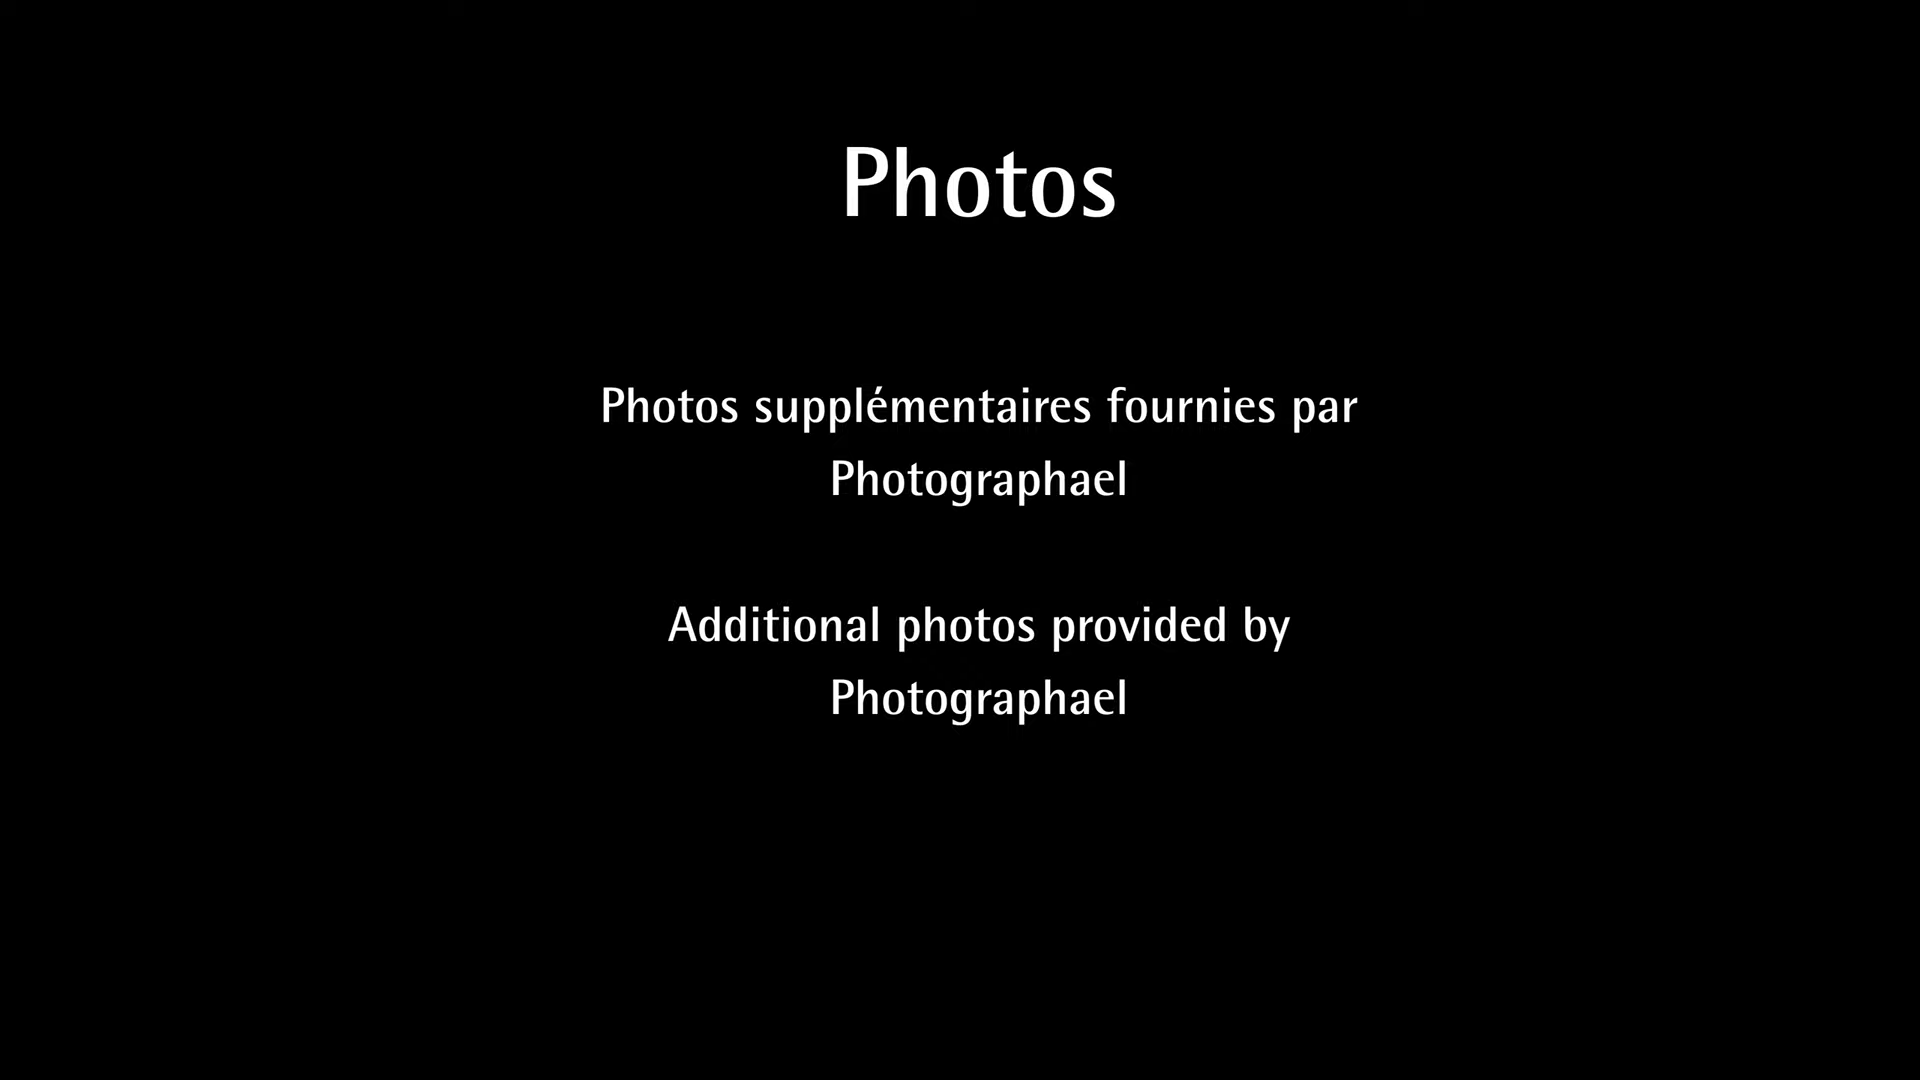 Photos
Photos supplémentaires fournies par
Photographael
Additional photos provided by
Photographael